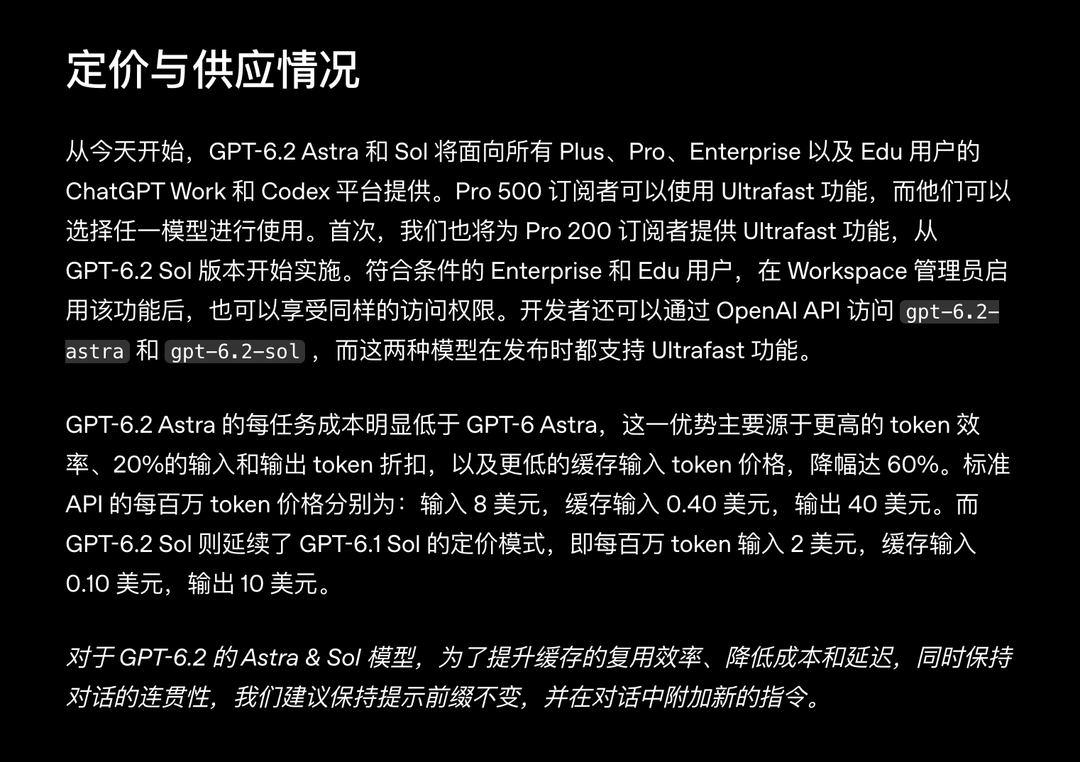 定价与供应情况
从今天开始，GPT-6.2 Astra 和 Sol 将面向所有 Plus、Pro、Enterprise 以及 Edu 用户的
ChatGPT Work 和 Codex 平台提供。Pro 500 订阅者可以使用 Ultrafast 功能，而他们可以
选择任一模型进行使用。首次，我们也将为 Pro 200 订阅者提供 Ultrafast 功能，从
GPT-6.2 Sol 版本开始实施。符合条件的 Enterprise 和 Edu 用户，在 Workspace 管理员启
用该功能后，也可以享受同样的访问权限。开发者还可以通过 OpenAI API 访问 gpt-6.2-
astra 和 gpt-6.2-sol ，而这两种模型在发布时都支持 Ultrafast 功能。
GPT-6.2 Astra 的每任务成本明显低于 GPT-6 Astra，这一优势主要源于更高的 token 效
率、20%的输入和输出 token 折扣，以及更低的缓存输入 token 价格，降幅达 60%。标准
API 的每百万 token 价格分别为：输入 8 美元，缓存输入 0.40 美元，输出 40 美元。而
GPT-6.2 Sol 则延续了 GPT-6.1 Sol 的定价模式，即每百万 token 输入 2 美元，缓存输入
0.10 美元，输出 10 美元。
对于 GPT-6.2 的 Astra & Sol 模型，为了提升缓存的复用效率、降低成本和延迟，同时保持
对话的连贯性，我们建议保持提示前缀不变，并在对话中附加新的指令。